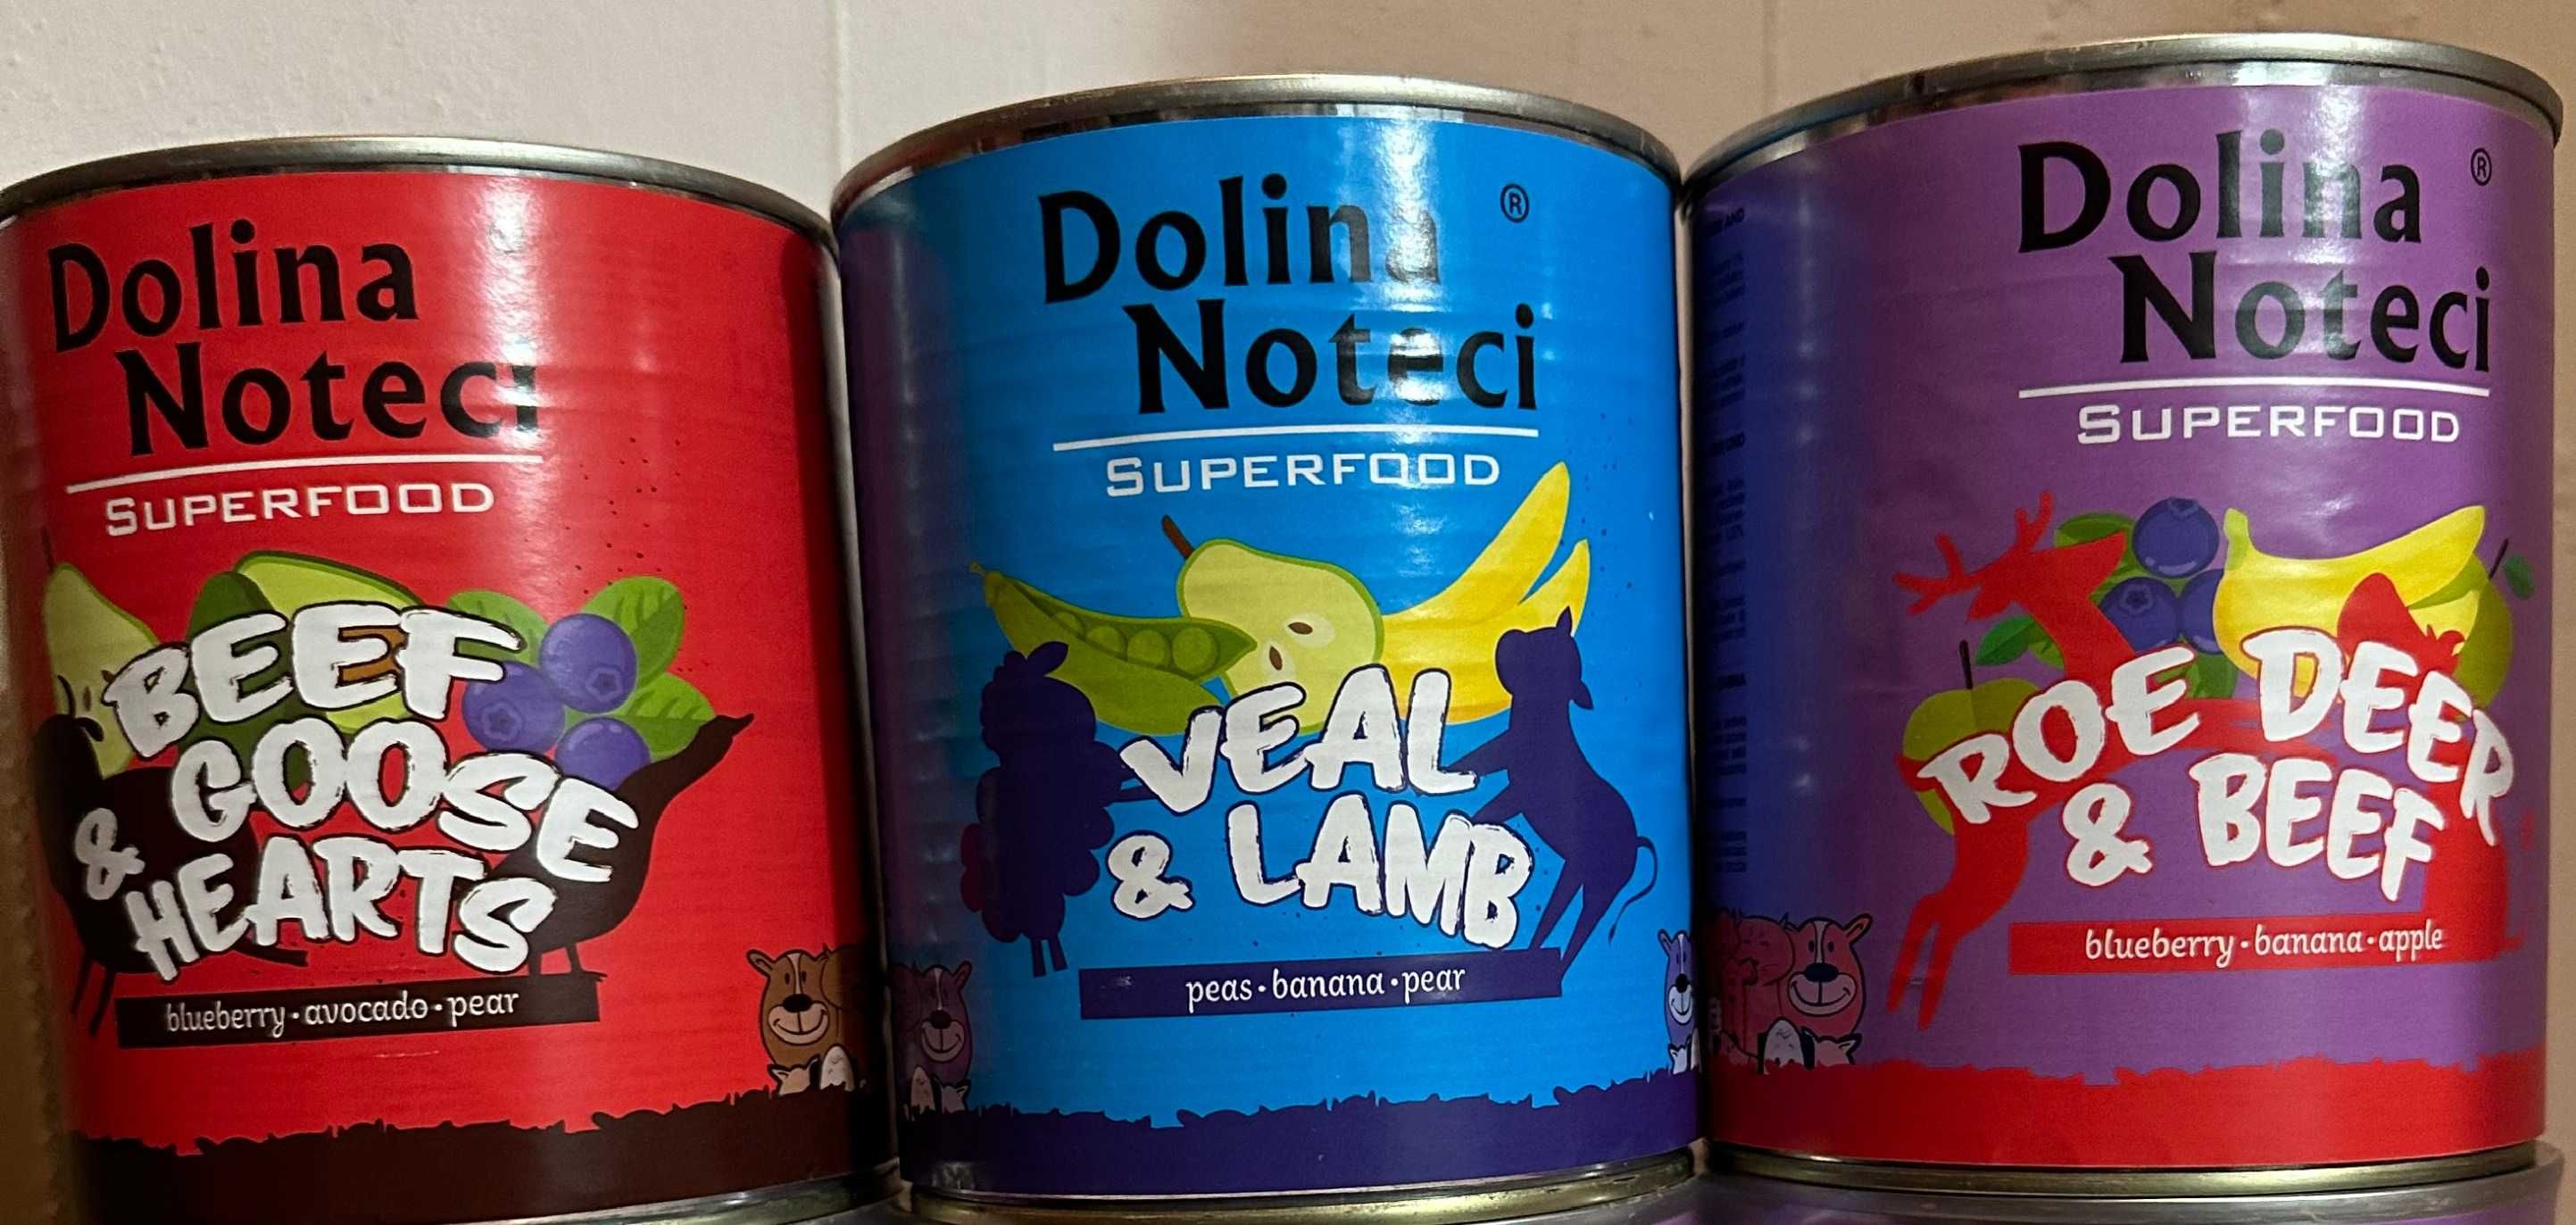 Dolina
Noteci
SUPERFOOD
BEEF
& GOOSE
HEARTS
blueberry · avocado · pear
Dolina ®
Noteci
SUPERFOOD
VEAL
& LAMB
peas · banana · pear
Dolina ®
Noteci
SUPERFOOD
ROE DEER
& BEEF
blueberry · banana · apple